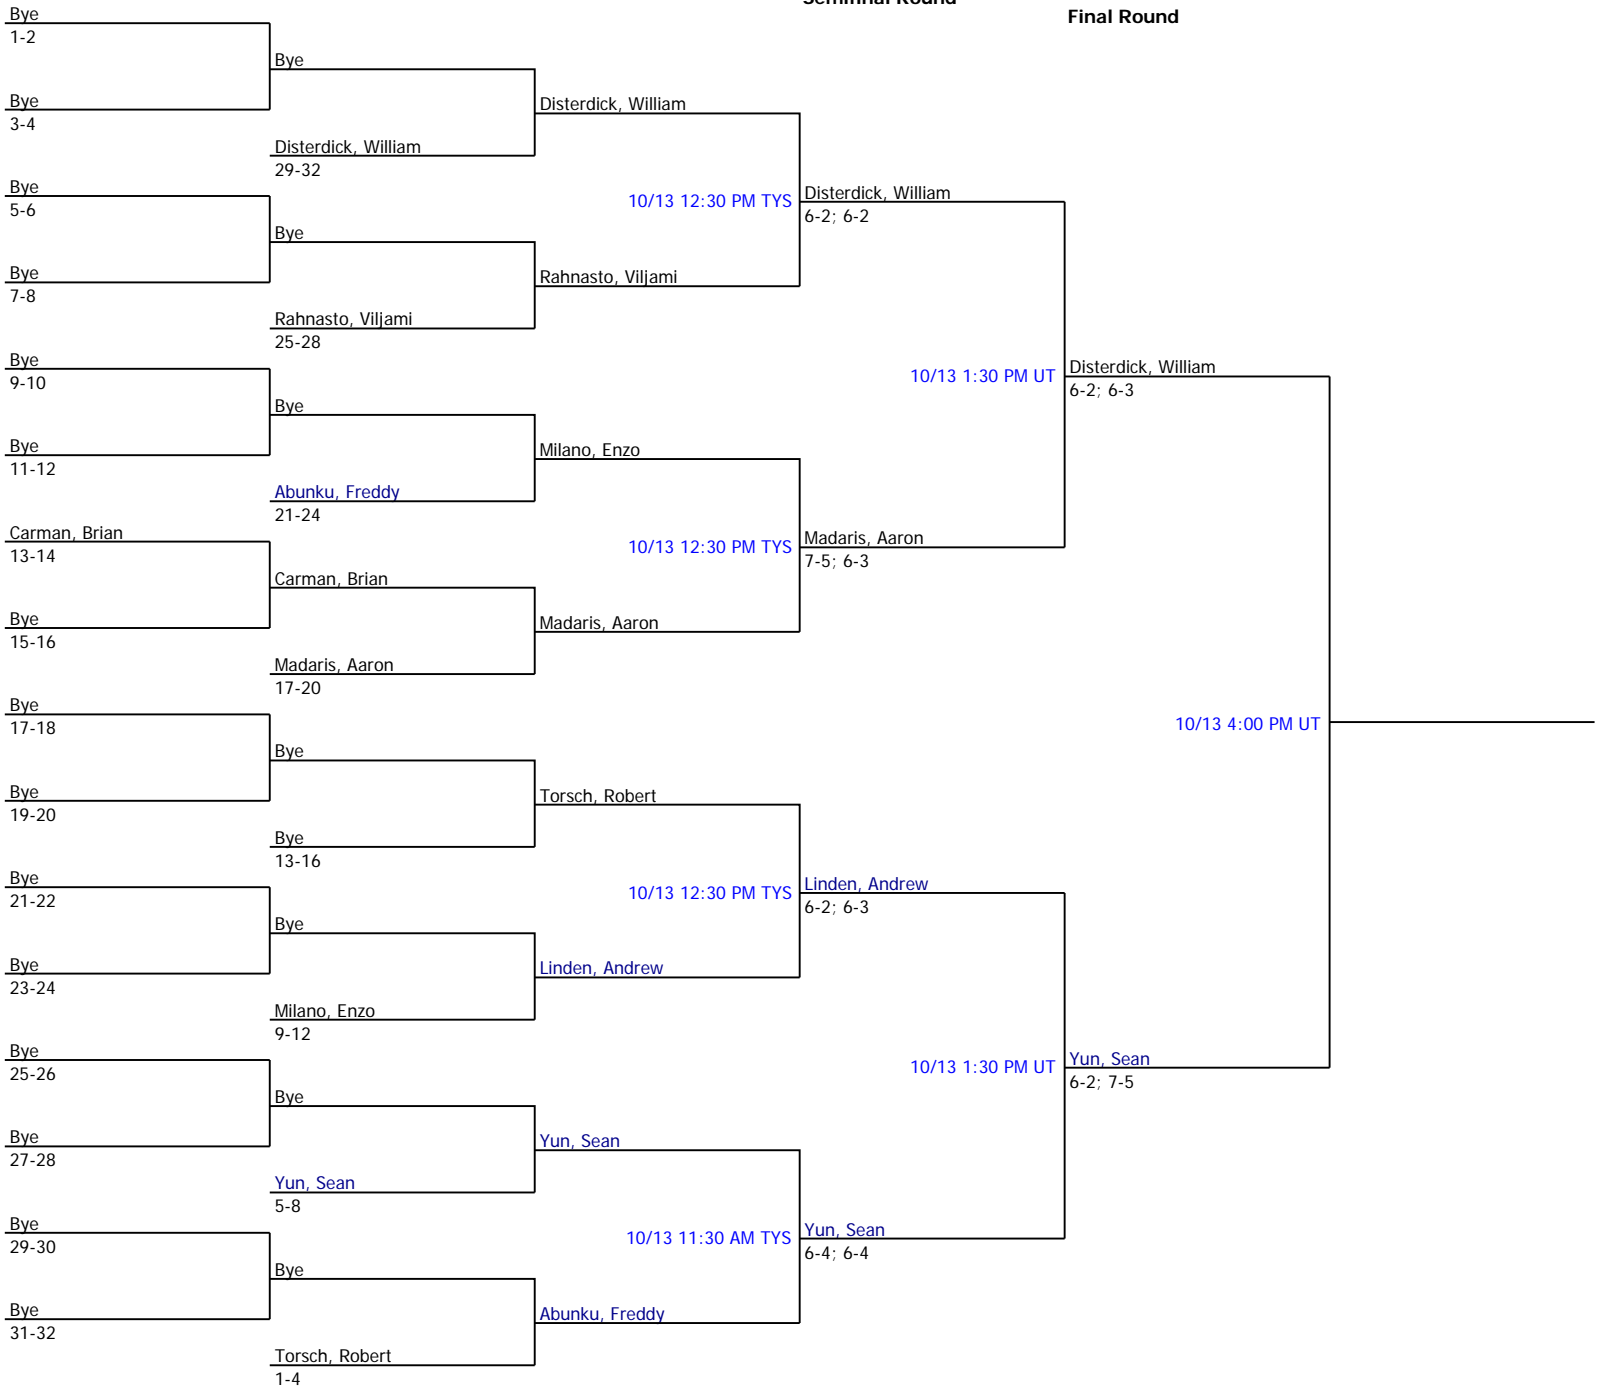 Semifinal Round
Final Round
Bye
1-2
Bye
Bye
3-4
Disterdick, William
Disterdick, William
29-32
Bye
5-6
10/13 12:30 PM TYS
Disterdick, William
6-2; 6-2
Bye
Bye
7-8
Rahnasto, Viljami
Rahnasto, Viljami
25-28
Bye
9-10
10/13 1:30 PM UT
Disterdick, William
6-2; 6-3
Bye
Bye
11-12
Milano, Enzo
Abunku, Freddy
21-24
Carman, Brian
13-14
10/13 12:30 PM TYS
Madaris, Aaron
7-5; 6-3
Carman, Brian
Bye
15-16
Madaris, Aaron
Madaris, Aaron
17-20
Bye
17-18
10/13 4:00 PM UT
Bye
Bye
19-20
Torsch, Robert
Bye
13-16
Bye
21-22
10/13 12:30 PM TYS
Linden, Andrew
6-2; 6-3
Bye
Bye
23-24
Linden, Andrew
Milano, Enzo
9-12
Bye
25-26
10/13 1:30 PM UT
Yun, Sean
6-2; 7-5
Bye
Bye
27-28
Yun, Sean
Yun, Sean
5-8
Bye
29-30
10/13 11:30 AM TYS
Yun, Sean
6-4; 6-4
Bye
Bye
31-32
Abunku, Freddy
Torsch, Robert
1-4